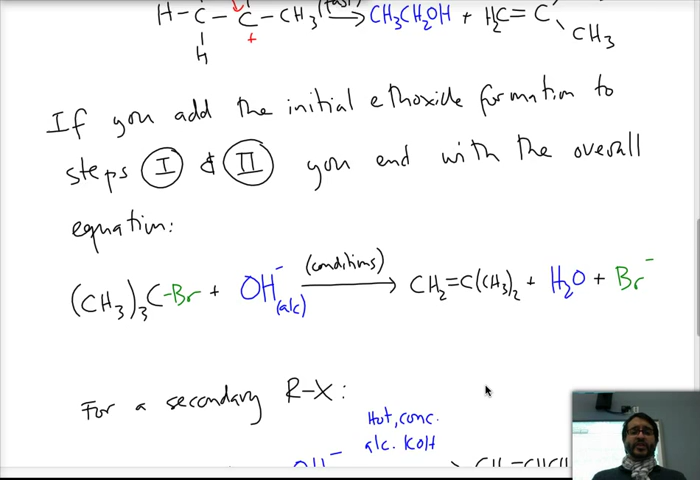 H-C-C-CH₃ (fast) → CH₃CH₂OH + H₂C=C
+
H
CH₃
If you add the initial ethoxide formation to
steps I & II you end with the overall
equation:
(CH₃)₃C-Br + OH⁻(alc) (conditions) → CH₂=C(CH₃)₂ + H₂O + Br⁻
For a secondary R-X:
Hot, conc.
alc. KOH